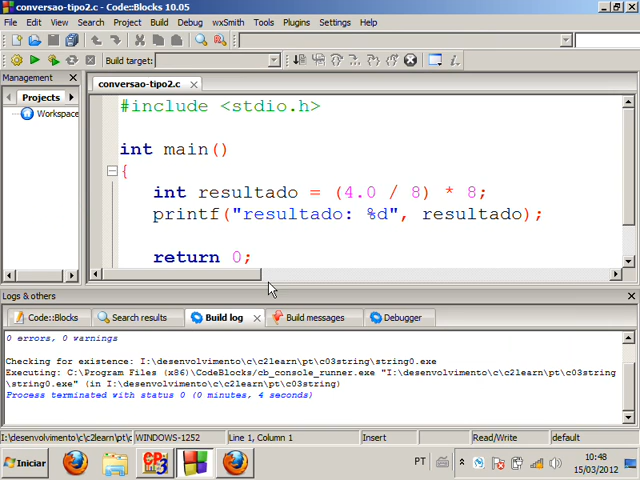 conversao-tipo2.c - Code::Blocks 10.05
File Edit View Search Project Build Debug wxSmith Tools Plugins Settings Help
Build target:
Management
conversao-tipo2.c
Projects
Workspace
#include <stdio.h>
int main()
{
int resultado = (4.0 / 8) * 8;
printf("resultado: %d", resultado);
return 0;
Logs & others
Code::Blocks Search results Build log Build messages Debugger
0 errors, 0 warnings
Checking for existence: I:\desenvolvimento\c\c2learn\pt\c03string\string0.exe
Executing: C:\Program Files (x86)\CodeBlocks/cb_console_runner.exe "I:\desenvolvimento\c\c2learn\pt\c03string
\string0.exe" (in I:\desenvolvimento\c\c2learn\pt\c03string)
Process terminated with status 0 (0 minutes, 4 seconds)
I:\desenvolvimento\c\c2learn\pt\c WINDOWS-1252 Line 1, Column 1 Insert Read/Write default
Iniciar
PT
10:48
15/03/2012